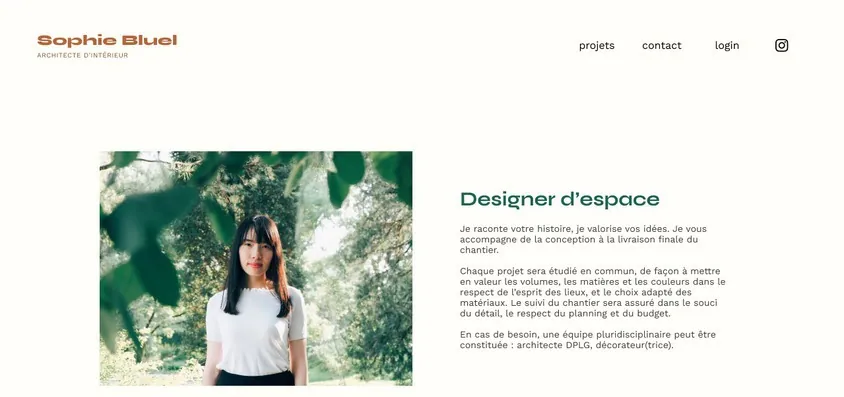 Sophie Bluel
ARCHITECTE D'INTÉRIEUR
projets contact login
Designer d'espace
Je raconte votre histoire, je valorise vos idées. Je vous
accompagne de la conception à la livraison finale du
chantier.
Chaque projet sera étudié en commun, de façon à mettre
en valeur les volumes, les matières et les couleurs dans le
respect de l'esprit des lieux, et le choix adapté des
matériaux. Le suivi du chantier sera assuré dans le souci
du détail, le respect du planning et du budget.
En cas de besoin, une équipe pluridisciplinaire peut être
constituée : architecte DPLG, décorateur(trice).